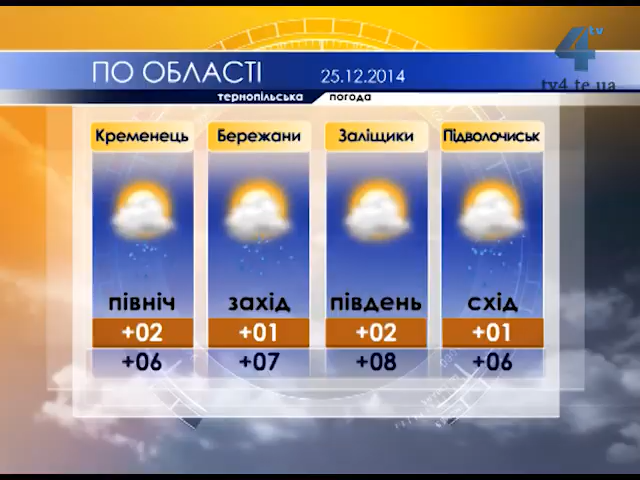 4 tv
tv4.te.ua
ПО ОБЛАСТІ 25.12.2014
тернопільська погода
Кременець Бережани Заліщики Підволочиськ
північ захід південь схід
+02 +01 +02 +01
+06 +07 +08 +06